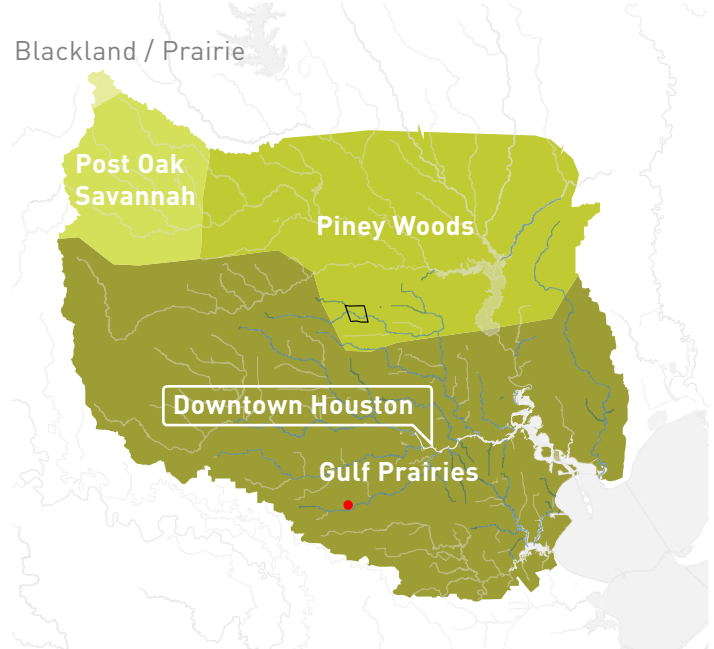 Blackland / Prairie
Post Oak
Savannah
Piney Woods
Downtown Houston
Gulf Prairies